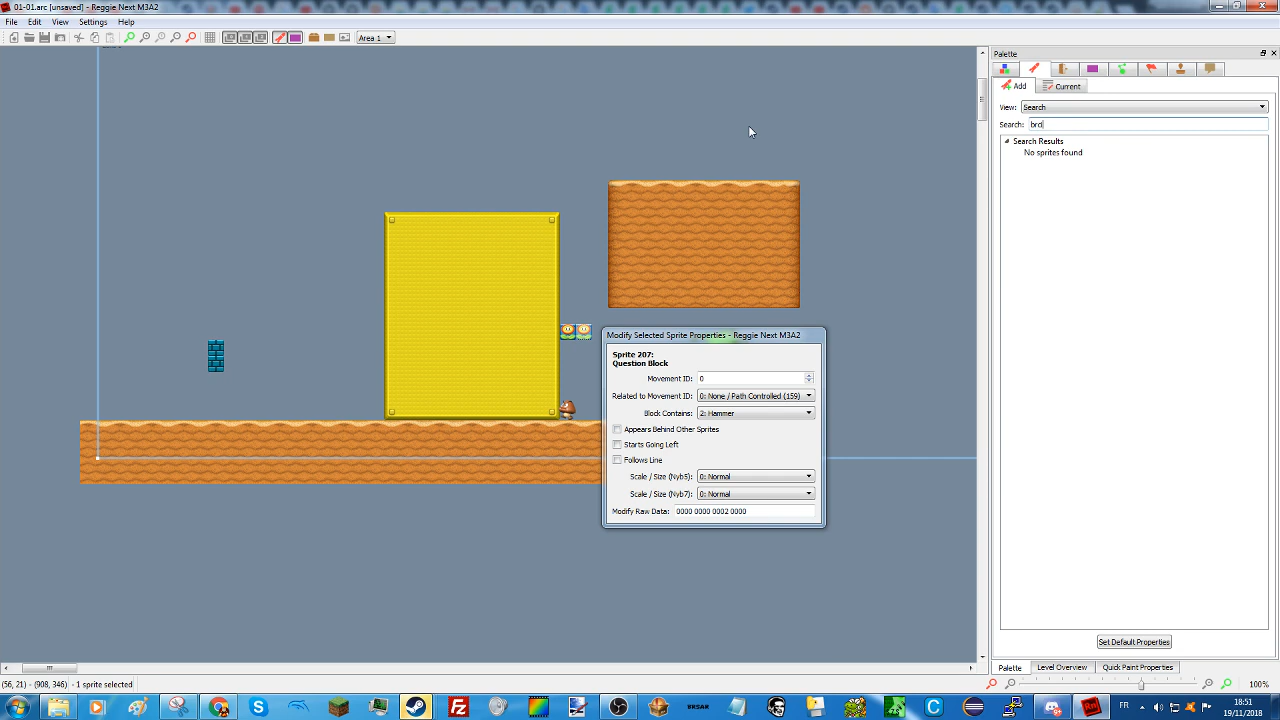 01-01.arc [unsaved] - Reggie Next M3A2
File Edit View Settings Help
Area 1
Palette
Add Current
View: Search
Search: brd
Search Results
No sprites found
Modify Selected Sprite Properties - Reggie Next M3A2
Sprite 207:
Question Block
Movement ID: 0
Related to Movement ID: 0: None / Path Controlled (159)
Block Contains: 2: Hammer
Appears Behind Other Sprites
Starts Going Left
Follows Line
Scale / Size (Nyb5): 0: Normal
Scale / Size (Nyb7): 0: Normal
Modify Raw Data: 0000 0000 0002 0000
Set Default Properties
Palette Level Overview Quick Paint Properties
(56, 21) - (908, 346) - 1 sprite selected
100%
BRSAR
FR
18:51
19/11/2018